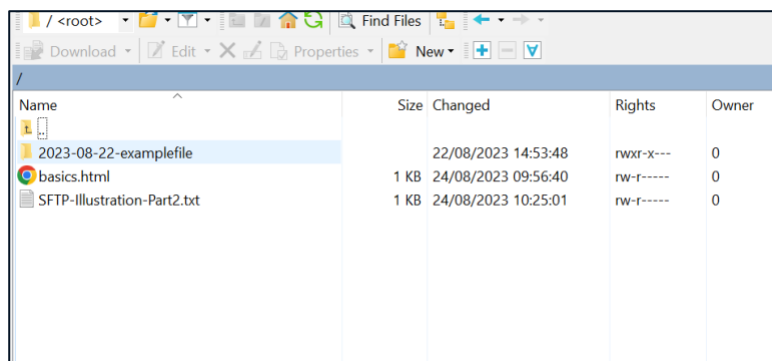 / <root> Find Files
Download Edit Properties New
/
Name Size Changed Rights Owner
..
2023-08-22-examplefile 22/08/2023 14:53:48 rwxr-x--- 0
basics.html 1 KB 24/08/2023 09:56:40 rw-r----- 0
SFTP-Illustration-Part2.txt 1 KB 24/08/2023 10:25:01 rw-r----- 0